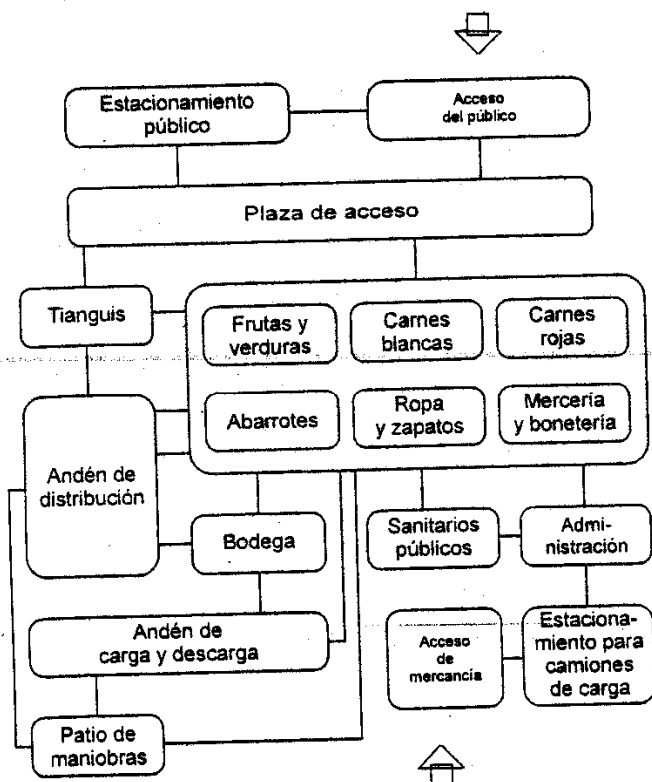 Estacionamiento
público
Acceso
del público
Plaza de acceso
Tianguis
Frutas y
verduras
Carnes
blancas
Carnes
rojas
Abarrotes
Ropa
y zapatos
Mercería
y bonetería
Andén de
distribución
Bodega
Sanitarios
públicos
Admi-
nistración
Andén de
carga y descarga
Acceso
de
mercancía
Estaciona-
miento para
camiones
de carga
Patio de
maniobras